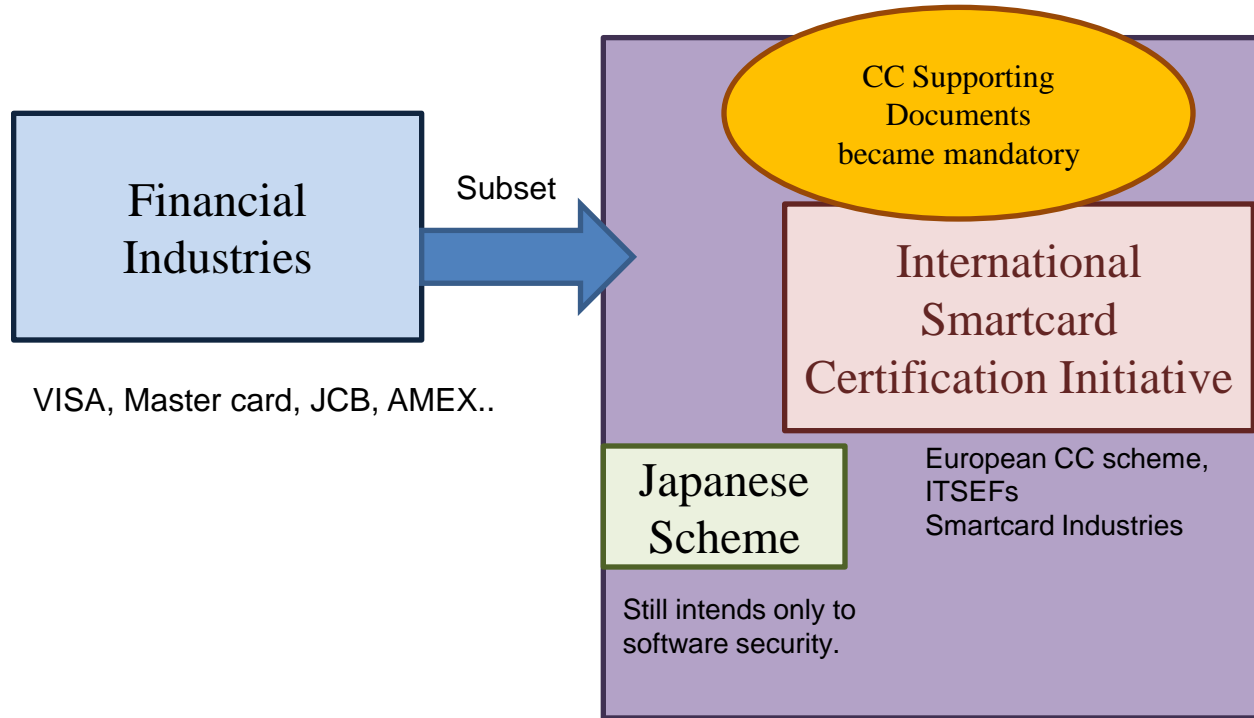 CC Supporting
Documents
became mandatory
Financial
Industries
Subset
International
Smartcard
Certification Initiative
VISA, Master card, JCB, AMEX..
European CC scheme,
ITSEFs
Smartcard Industries
Japanese
Scheme
Still intends only to
software security.